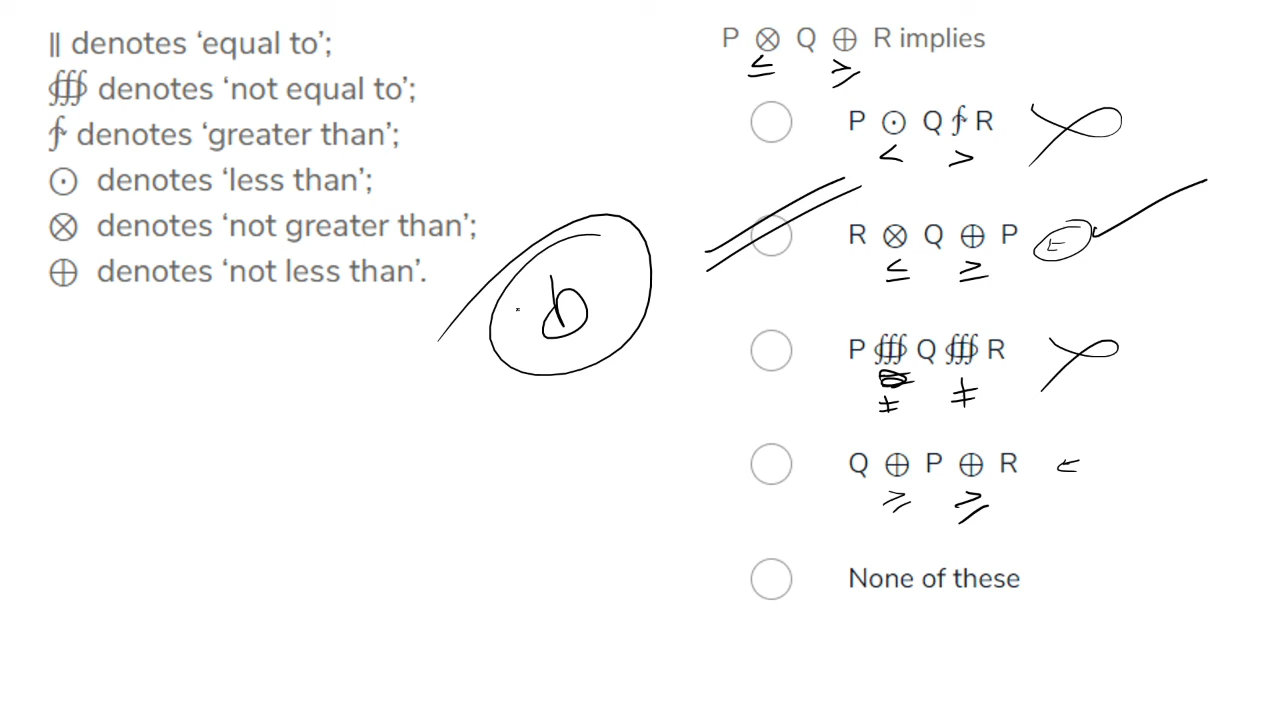 || denotes ‘equal to’;
∰ denotes ‘not equal to’;
∱ denotes ‘greater than’;
⊙ denotes ‘less than’;
⊗ denotes ‘not greater than’;
⊕ denotes ‘not less than’.
b
P ⊗ Q ⊕ R implies
≤ ≥
P ⊙ Q ∱ R
< >
R ⊗ Q ⊕ P
≤ ≥
P ∰ Q ∰ R
≠ ≠
Q ⊕ P ⊕ R
≥ ≥
None of these